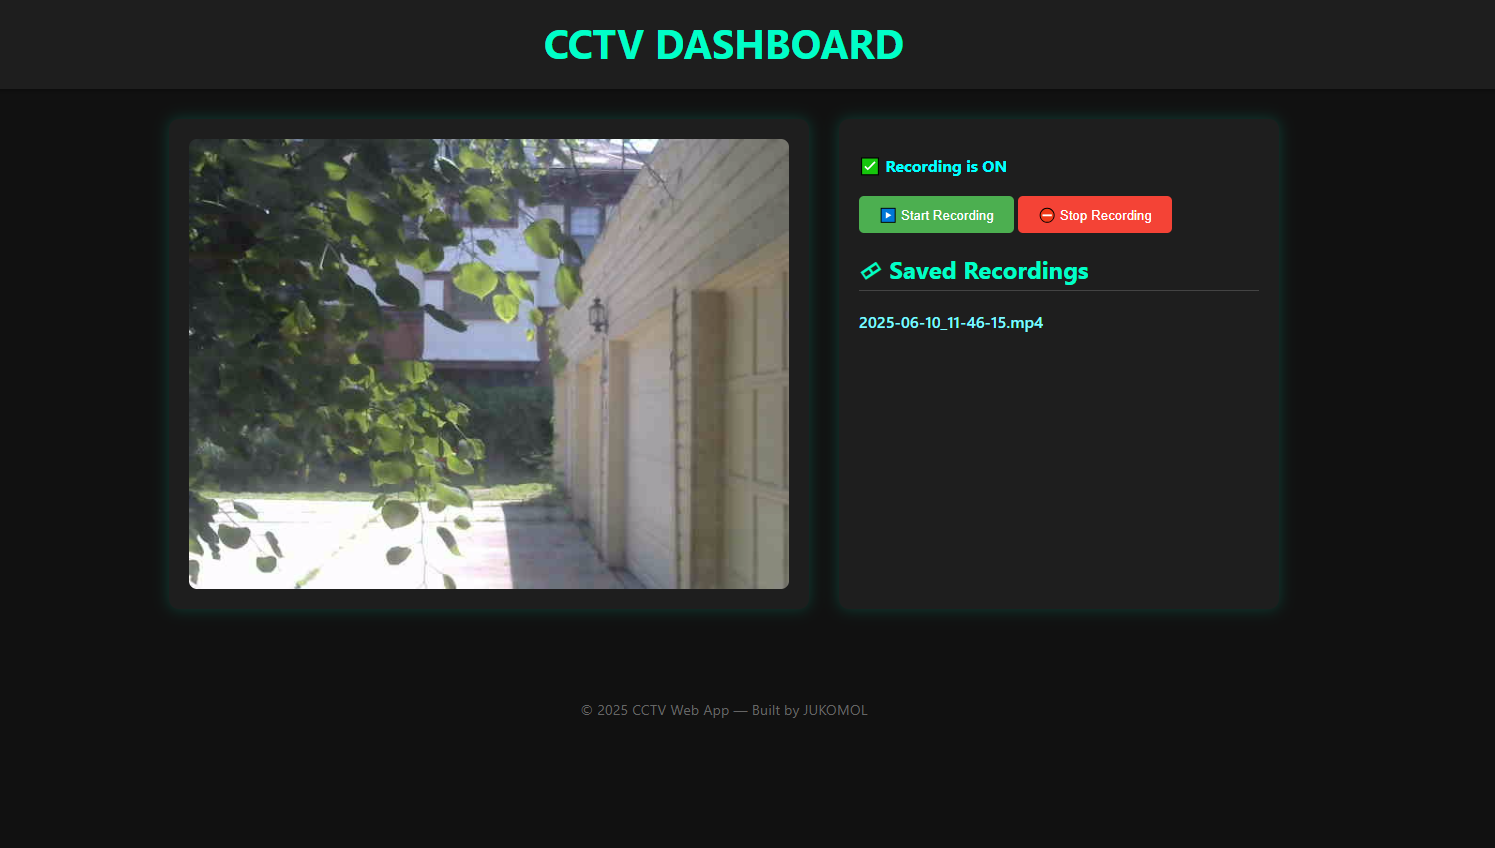 CCTV DASHBOARD
✅ Recording is ON
▶️ Start Recording
⛔ Stop Recording
Saved Recordings
2025-06-10_11-46-15.mp4
© 2025 CCTV Web App — Built by JUKOMOL